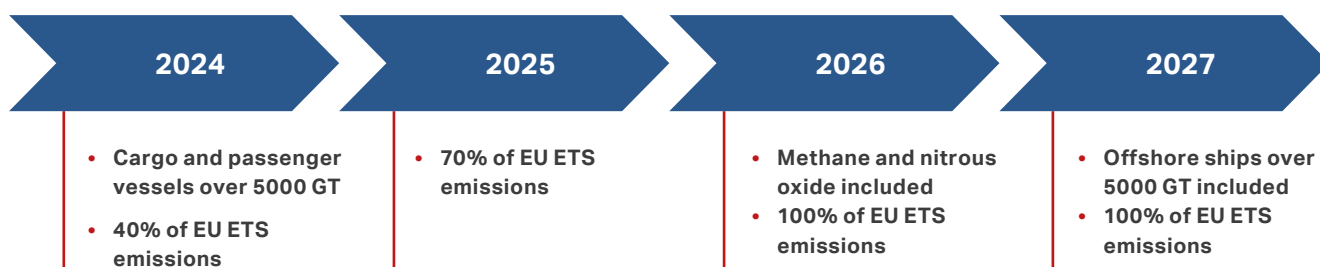 2024
• Cargo and passenger
vessels over 5000 GT
• 40% of EU ETS
emissions
2025
• 70% of EU ETS
emissions
2026
• Methane and nitrous
oxide included
• 100% of EU ETS
emissions
2027
• Offshore ships over
5000 GT included
• 100% of EU ETS
emissions